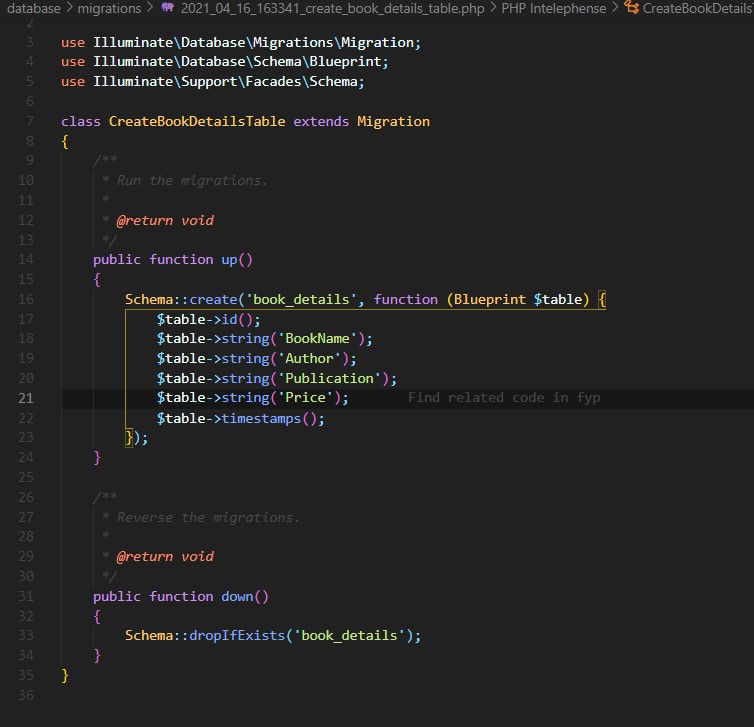 database > migrations > 2021_04_16_163341_create_book_details_table.php > PHP Intelephense > CreateBookDetails
2
3 use Illuminate\Database\Migrations\Migration;
4 use Illuminate\Database\Schema\Blueprint;
5 use Illuminate\Support\Facades\Schema;
6
7 class CreateBookDetailsTable extends Migration
8 {
9     /**
10      * Run the migrations.
11      *
12      * @return void
13      */
14     public function up()
15     {
16         Schema::create('book_details', function (Blueprint $table) {
17             $table->id();
18             $table->string('BookName');
19             $table->string('Author');
20             $table->string('Publication');
21             $table->string('Price');       Find related code in fyp
22             $table->timestamps();
23         });
24     }
25
26     /**
27      * Reverse the migrations.
28      *
29      * @return void
30      */
31     public function down()
32     {
33         Schema::dropIfExists('book_details');
34     }
35 }
36